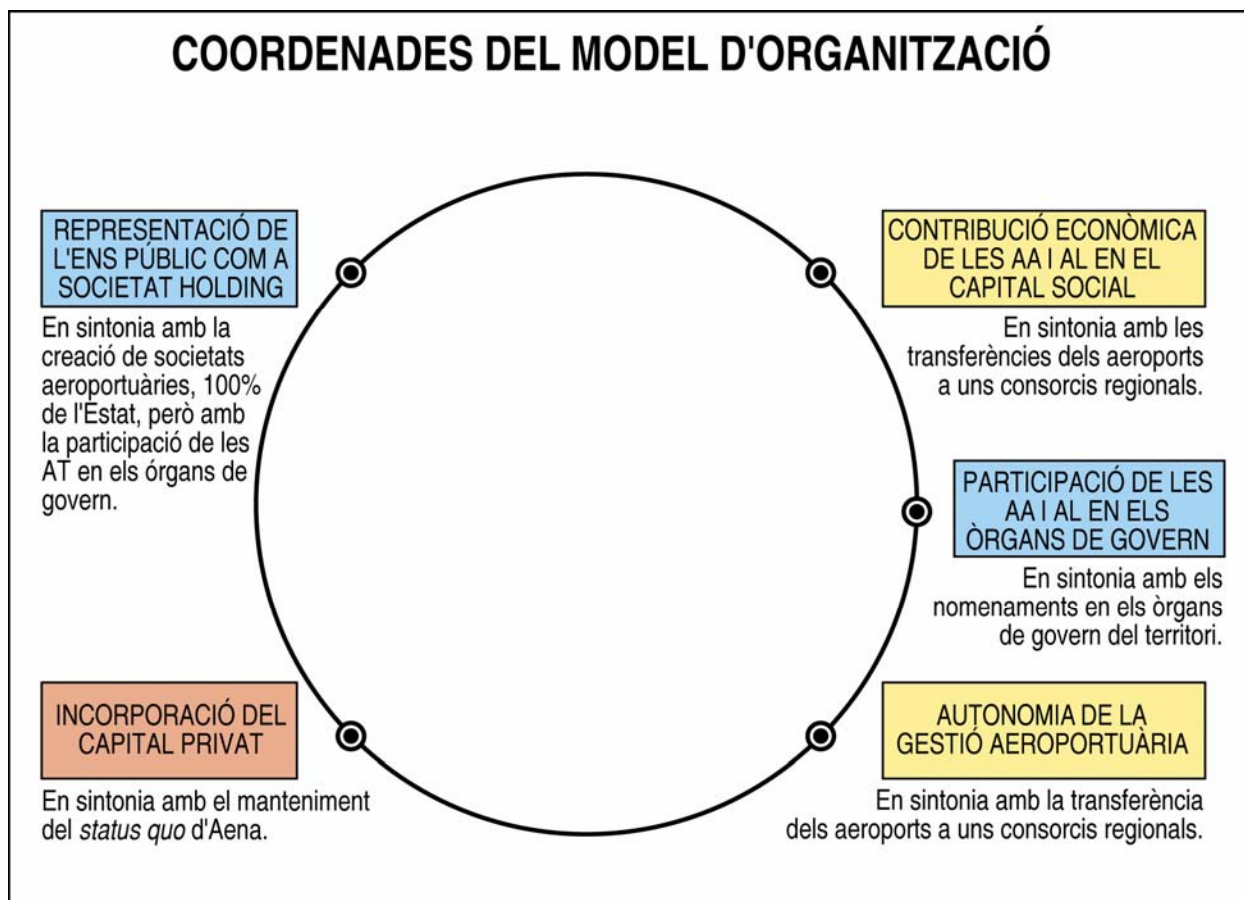 COORDENADES DEL MODEL D'ORGANITZACIÓ
REPRESENTACIÓ DE
L'ENS PÚBLIC COM A
SOCIETAT HOLDING
En sintonia amb la
creació de societats
aeroportuàries, 100%
de l'Estat, però amb
la participació de les
AT en els órgans de
govern.
CONTRIBUCIÓ ECONÒMICA
DE LES AA I AL EN EL
CAPITAL SOCIAL
En sintonia amb les
transferències dels aeroports
a uns consorcis regionals.
PARTICIPACIÓ DE LES
AA I AL EN ELS
ÒRGANS DE GOVERN
En sintonia amb els
nomenaments en els òrgans
de govern del territori.
INCORPORACIÓ DEL
CAPITAL PRIVAT
En sintonia amb el manteniment
del status quo d'Aena.
AUTONOMIA DE LA
GESTIÓ AEROPORTUÀRIA
En sintonia amb la transferència
dels aeroports a uns consorcis regionals.